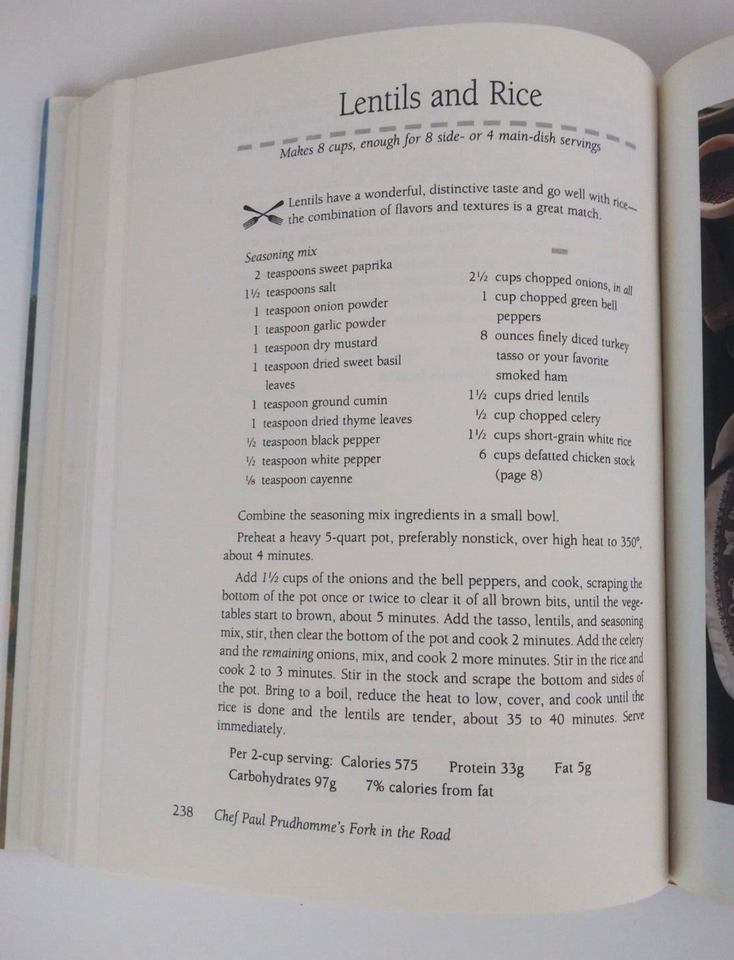 Lentils and Rice
Makes 8 cups, enough for 8 side- or 4 main-dish servings
Lentils have a wonderful, distinctive taste and go well with rice—
the combination of flavors and textures is a great match.
Seasoning mix
2 teaspoons sweet paprika
1½ teaspoons salt
1 teaspoon onion powder
1 teaspoon garlic powder
1 teaspoon dry mustard
1 teaspoon dried sweet basil
leaves
1 teaspoon ground cumin
1 teaspoon dried thyme leaves
½ teaspoon black pepper
½ teaspoon white pepper
⅛ teaspoon cayenne
2½ cups chopped onions, in all
1 cup chopped green bell
peppers
8 ounces finely diced turkey
tasso or your favorite
smoked ham
1½ cups dried lentils
½ cup chopped celery
1½ cups short-grain white rice
6 cups defatted chicken stock
(page 8)
Combine the seasoning mix ingredients in a small bowl.
Preheat a heavy 5-quart pot, preferably nonstick, over high heat to 350°,
about 4 minutes.
Add 1½ cups of the onions and the bell peppers, and cook, scraping the
bottom of the pot once or twice to clear it of all brown bits, until the vege-
tables start to brown, about 5 minutes. Add the tasso, lentils, and seasoning
mix, stir, then clear the bottom of the pot and cook 2 minutes. Add the celery
and the remaining onions, mix, and cook 2 more minutes. Stir in the rice and
cook 2 to 3 minutes. Stir in the stock and scrape the bottom and sides of
the pot. Bring to a boil, reduce the heat to low, cover, and cook until the
rice is done and the lentils are tender, about 35 to 40 minutes. Serve
immediately.
Per 2-cup serving: Calories 575 Protein 33g Fat 5g
Carbohydrates 97g 7% calories from fat
238 Chef Paul Prudhomme's Fork in the Road